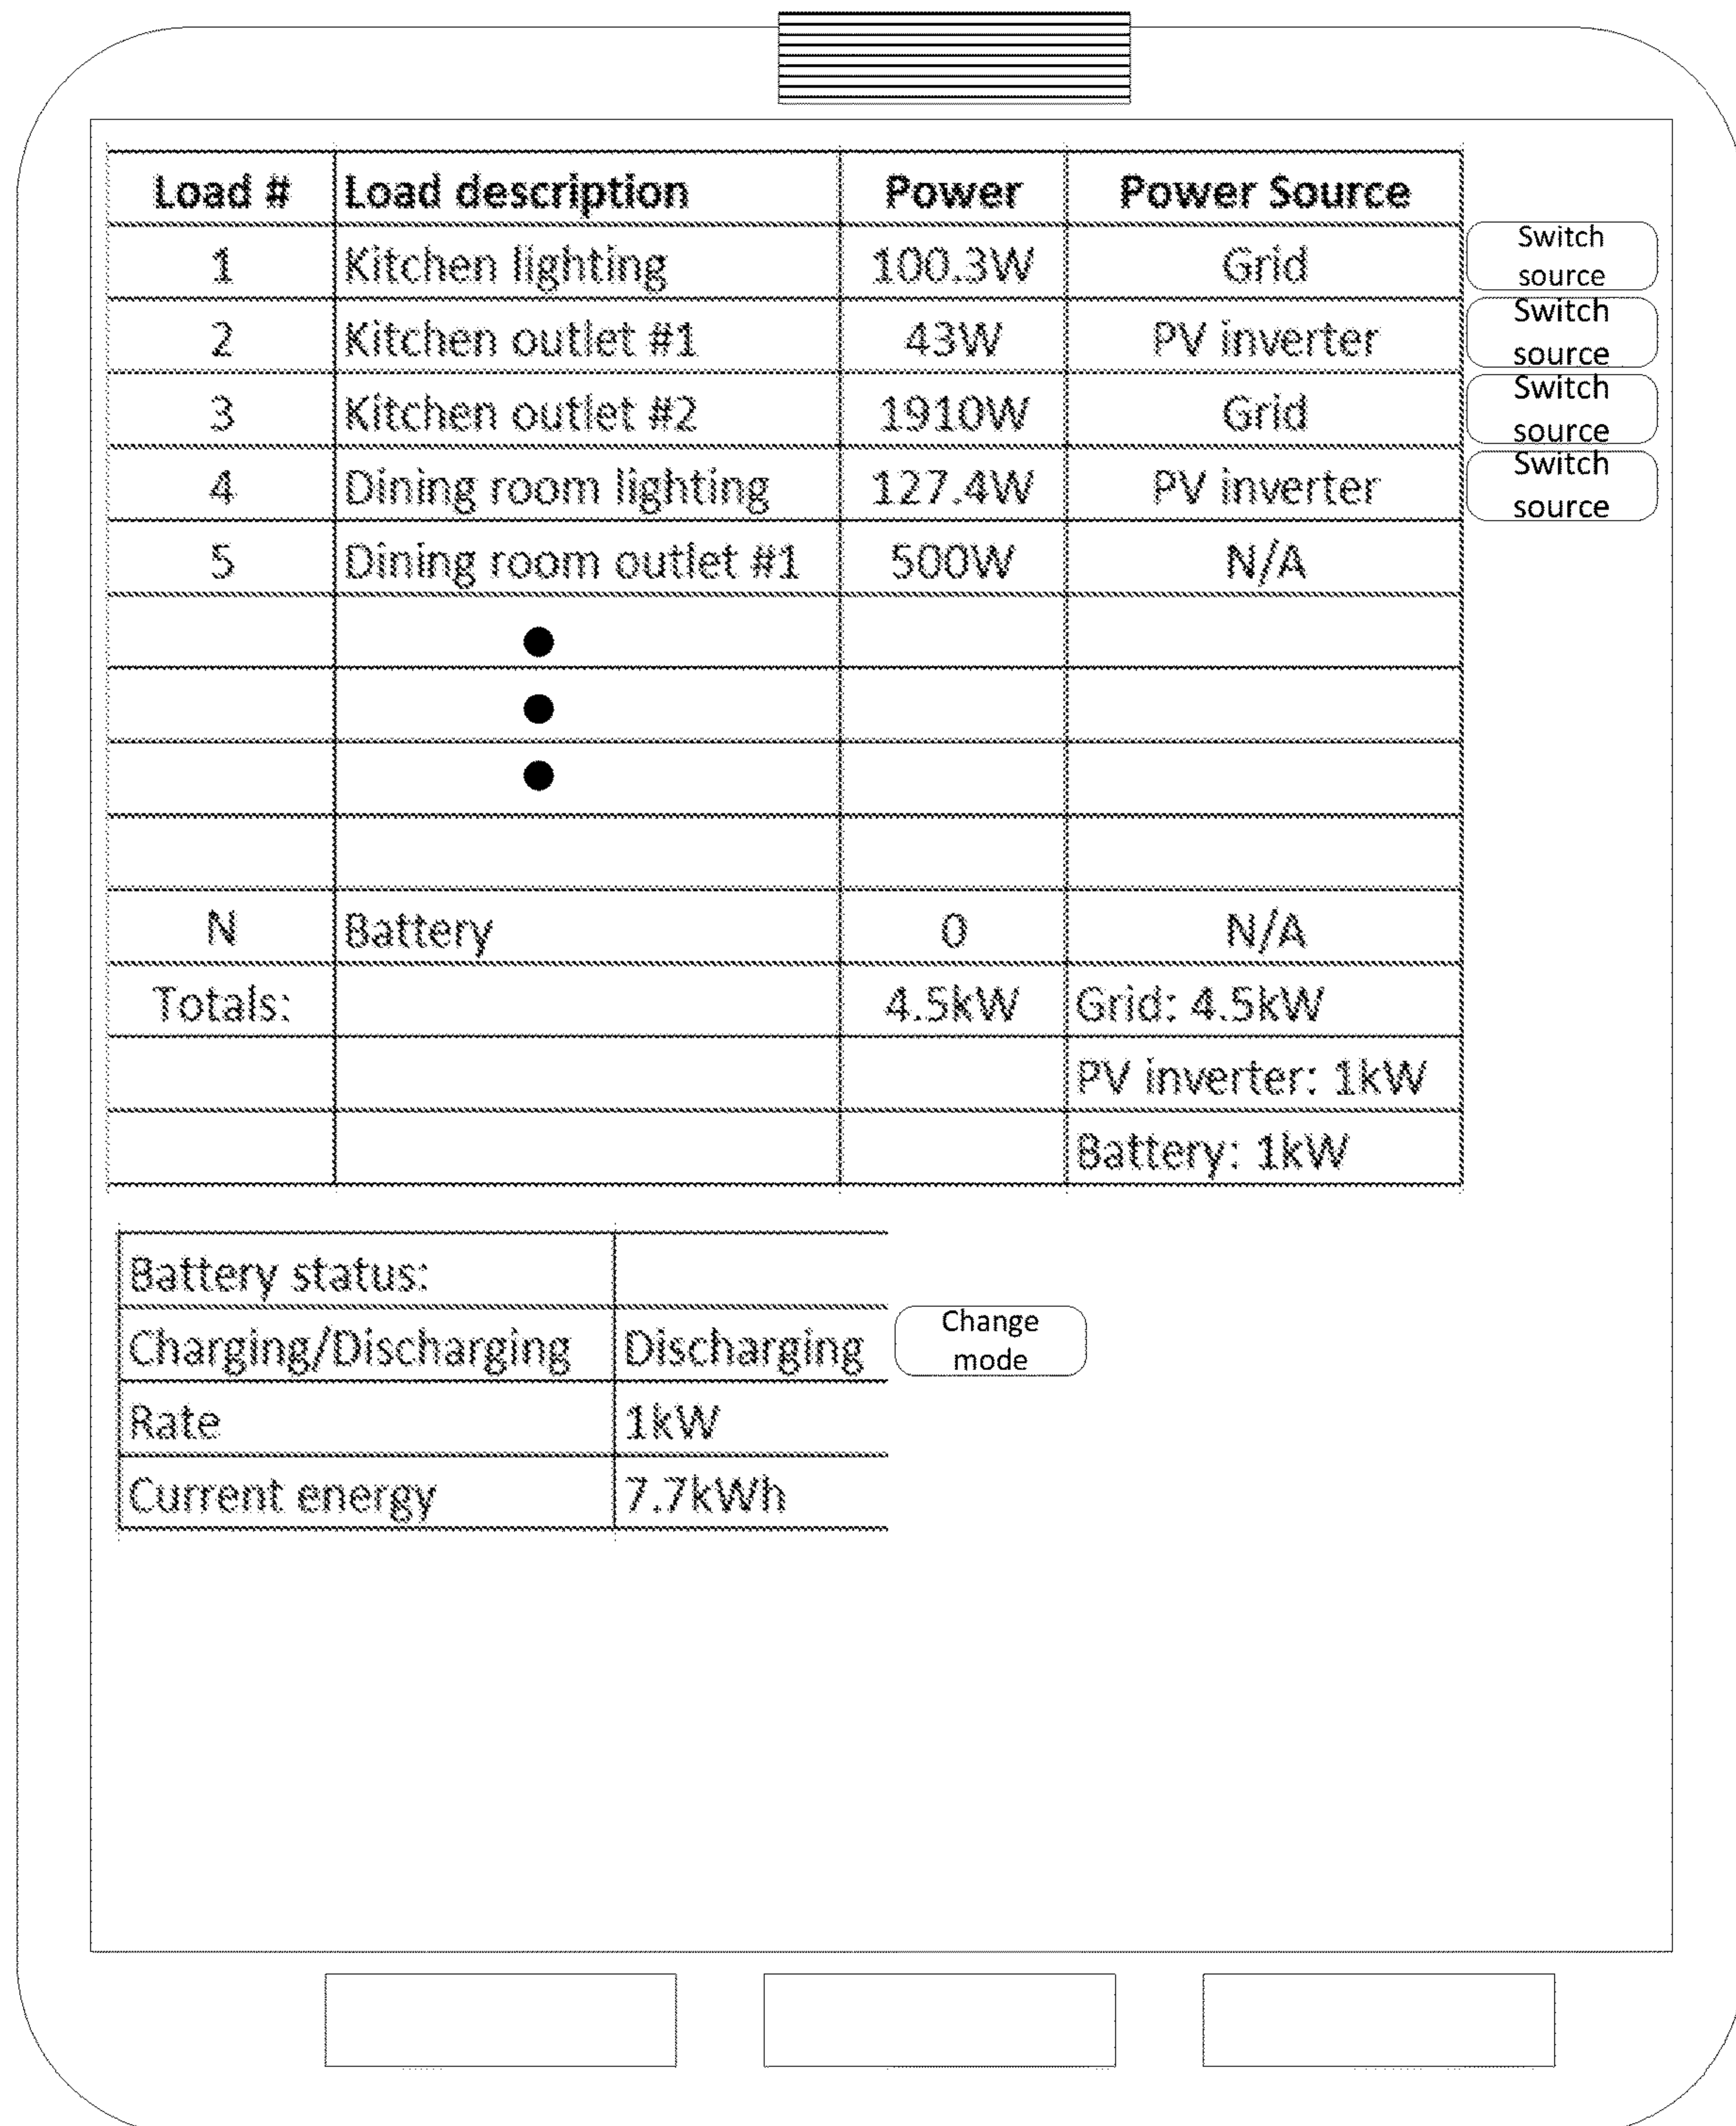 Load # Load description Power Power Source
1 Kitchen lighting 100.3W Grid Switch source
2 Kitchen outlet #1 43W PV inverter Switch source
3 Kitchen outlet #2 1910W Grid Switch source
4 Dining room lighting 127.4W PV inverter Switch source
5 Dining room outlet #1 500W N/A
N Battery 0 N/A
Totals: 4.5kW Grid: 4.5kW
PV inverter: 1kW
Battery: 1kW
Battery status:
Charging/Discharging Discharging Change mode
Rate 1kW
Current energy 7.7kWh